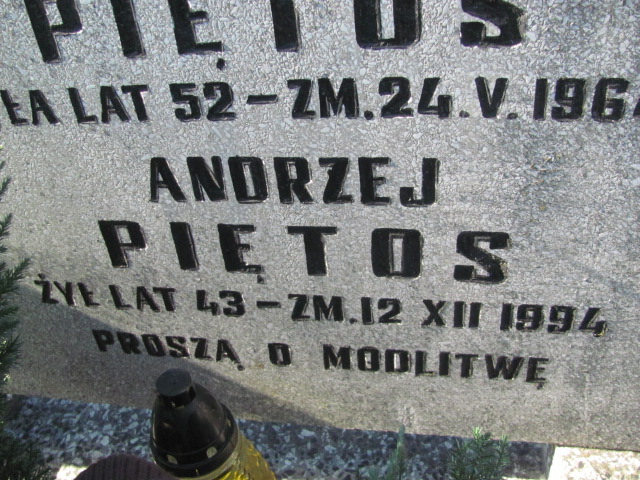 PIĘTOS
ŁA LAT 52 - ZM. 24. V. 196
ANDRZEJ
PIĘTOS
ŻYŁ LAT 43 - ZM. 12 XII 1994
PROSZĄ O MODLITWĘ